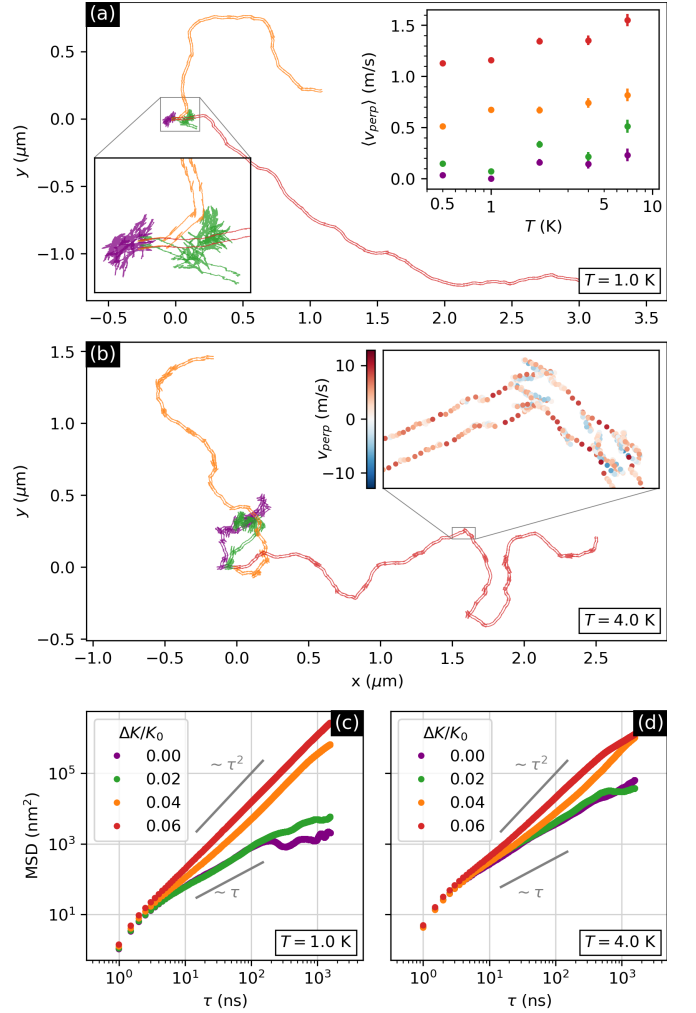 (a)
y (μm)
0.5
0.0
−0.5
−1.0
−0.5 0.0 0.5 1.0 1.5 2.0 2.5 3.0 3.5
T = 1.0 K
⟨v_perp⟩ (m/s)
1.5
1.0
0.5
0.0
0.5 1 2 4 10
T (K)
(b)
y (μm)
1.5
1.0
0.5
0.0
−0.5
−1.0 −0.5 0.0 0.5 1.0 1.5 2.0 2.5
x (μm)
v_perp (m/s)
10
0
−10
T = 4.0 K
(c)
ΔK/K₀
0.00
0.02
0.04
0.06
~ τ²
~ τ
MSD (nm²)
10⁵
10³
10¹
10⁰ 10¹ 10² 10³
τ (ns)
T = 1.0 K
(d)
ΔK/K₀
0.00
0.02
0.04
0.06
~ τ²
~ τ
10⁰ 10¹ 10² 10³
τ (ns)
T = 4.0 K